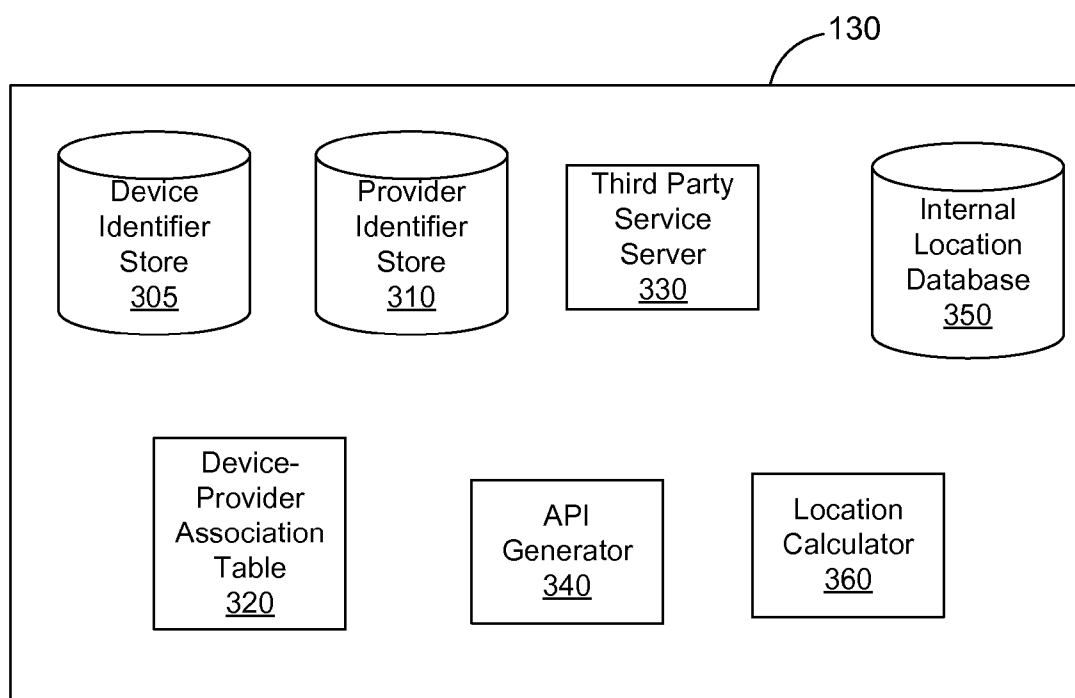 130
Device
Identifier
Store
305
Provider
Identifier
Store
310
Third Party
Service
Server
330
Internal
Location
Database
350
Device-
Provider
Association
Table
320
API
Generator
340
Location
Calculator
360